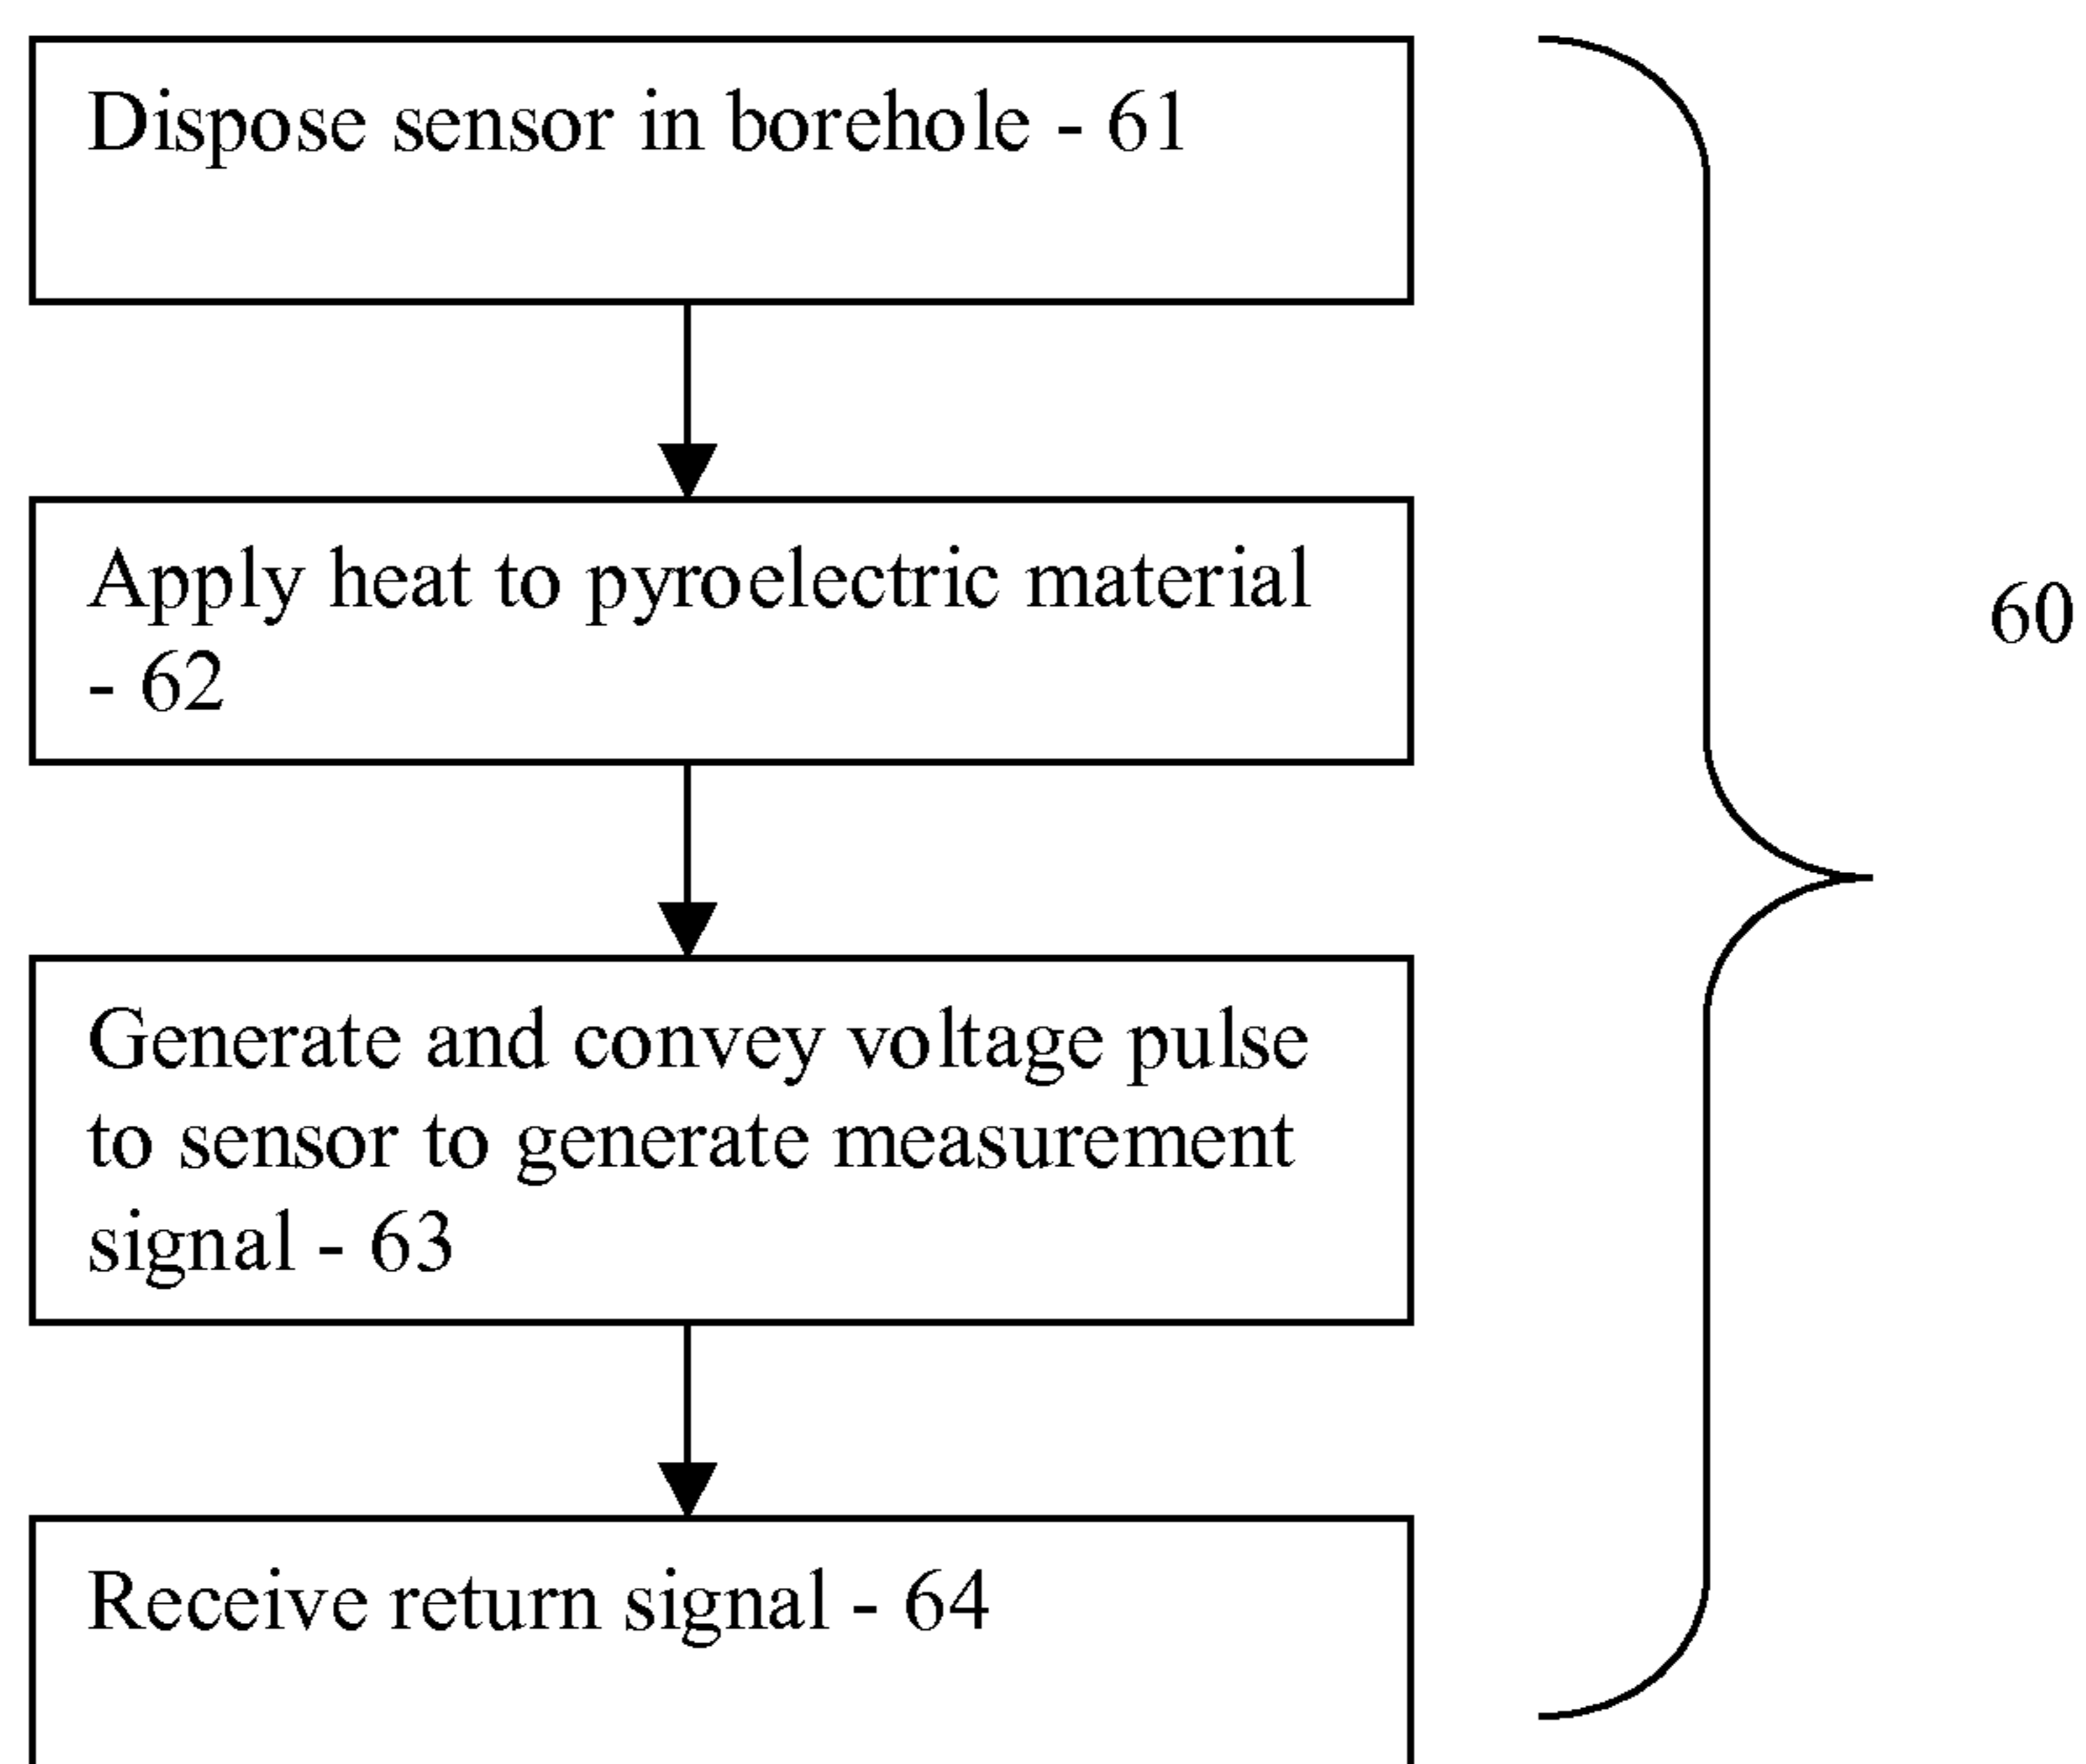 Dispose sensor in borehole - 61
Apply heat to pyroelectric material
- 62
60
Generate and convey voltage pulse
to sensor to generate measurement
signal - 63
Receive return signal - 64